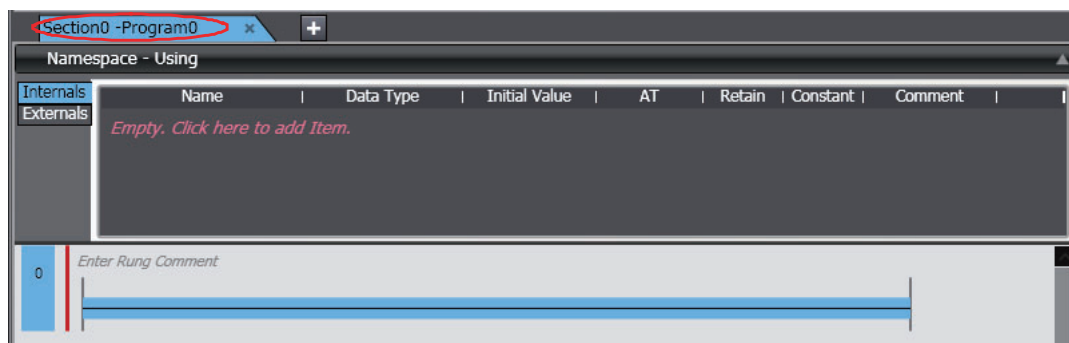 Section0 -Program0 × +
Namespace - Using
Internals
Externals
Name | Data Type | Initial Value | AT | Retain | Constant | Comment |
Empty. Click here to add Item.
0
Enter Rung Comment